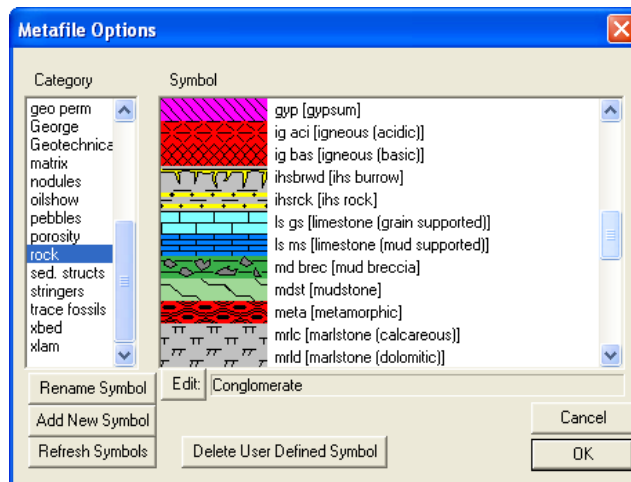 Metafile Options
Category
Symbol
geo perm
George
Geotechnica
matrix
nodules
oilshow
pebbles
porosity
rock
sed. structs
stringers
trace fossils
xbed
xlam
gyp [gypsum]
ig aci [igneous (acidic)]
ig bas [igneous (basic)]
ihsbrwd [ihs burrow]
ihsrck [ihs rock]
ls gs [limestone (grain supported)]
ls ms [limestone (mud supported)]
md brec [mud breccia]
mdst [mudstone]
meta [metamorphic]
mrlc [marlstone (calcareous)]
mrld [marlstone (dolomitic)]
Rename Symbol
Edit: Conglomerate
Add New Symbol
Cancel
Refresh Symbols
Delete User Defined Symbol
OK